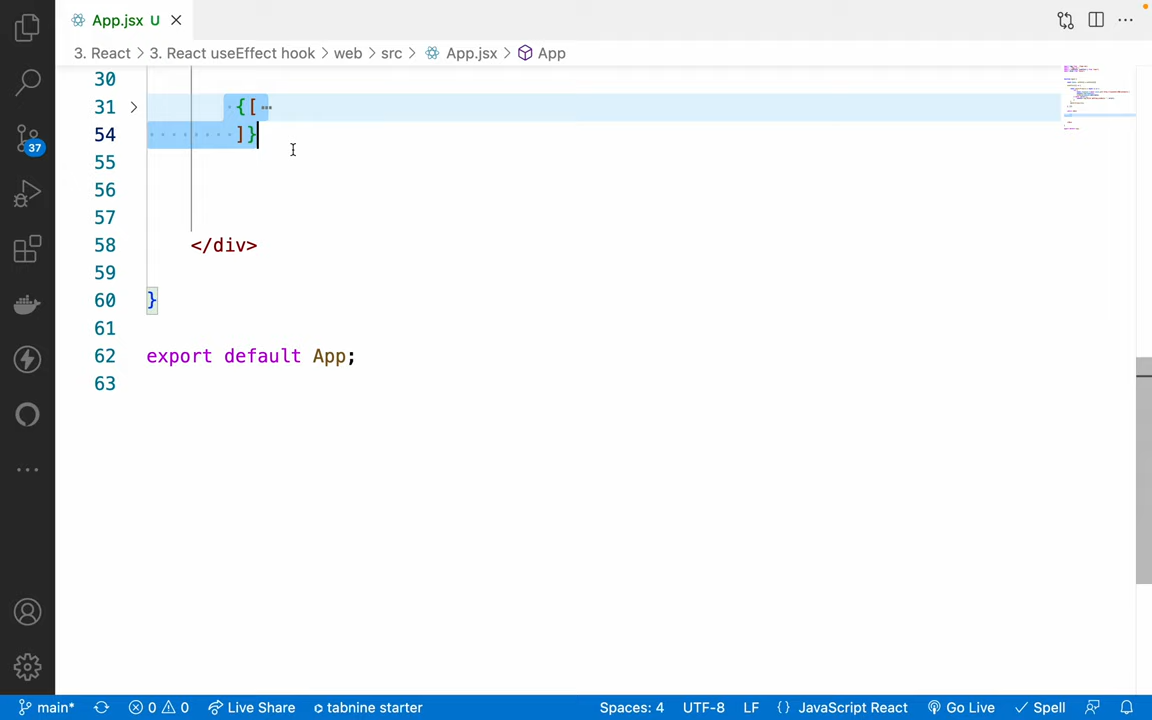 App.jsx U
3. React > 3. React useEffect hook > web > src > App.jsx > App
30
31 {[
54 ]}
55
56
57
58 </div>
59
60 }
61
62 export default App;
63
37
main* 0 0 Live Share tabnine starter Spaces: 4 UTF-8 LF {} JavaScript React Go Live Spell